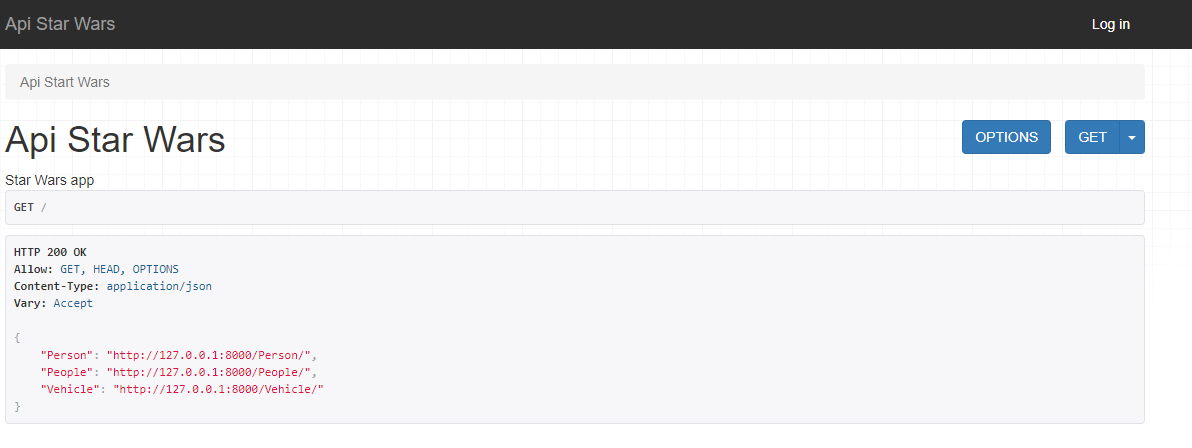 Api Star Wars
Log in
Api Start Wars
Api Star Wars
OPTIONS
GET
Star Wars app
GET /
HTTP 200 OK
Allow: GET, HEAD, OPTIONS
Content-Type: application/json
Vary: Accept
{
    "Person": "http://127.0.0.1:8000/Person/",
    "People": "http://127.0.0.1:8000/People/",
    "Vehicle": "http://127.0.0.1:8000/Vehicle/"
}